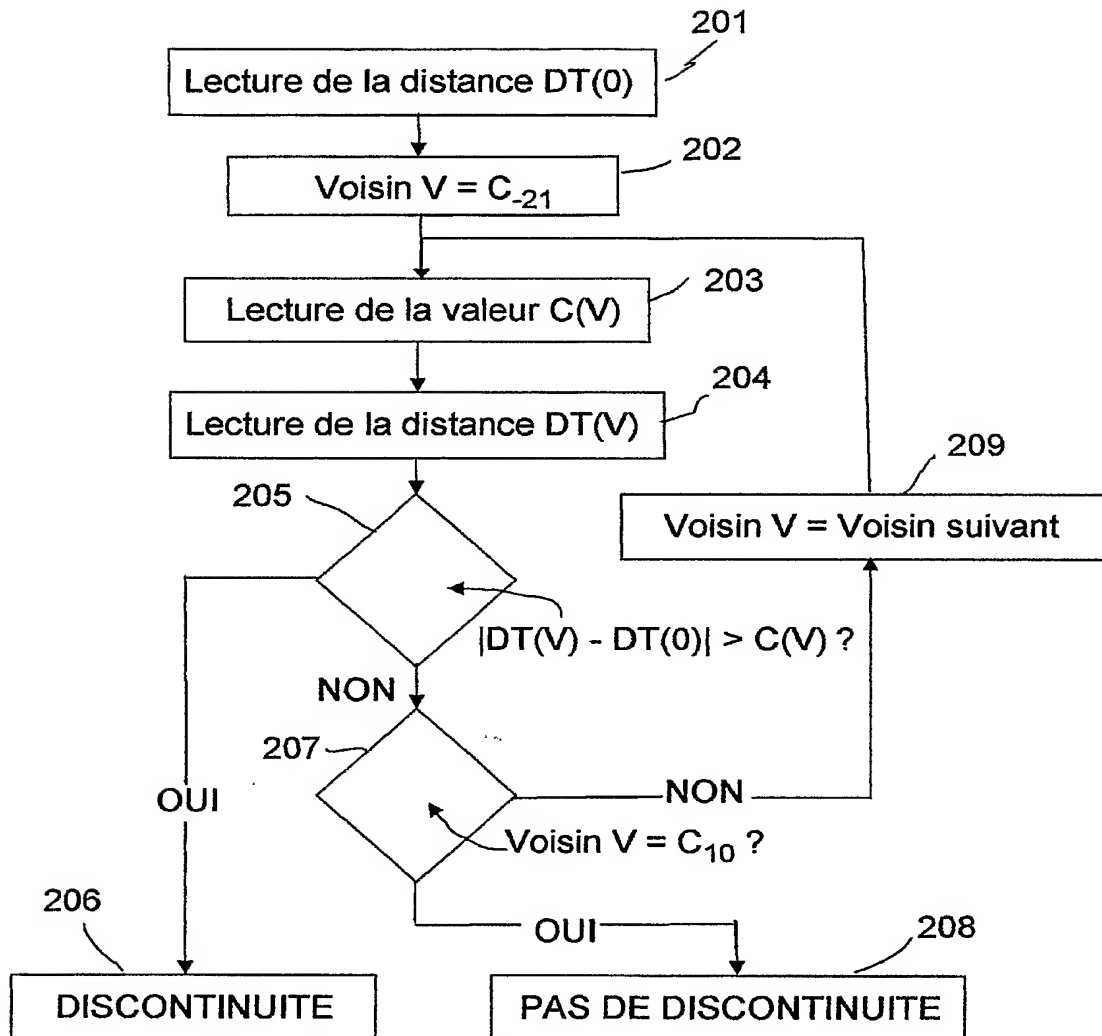 201
Lecture de la distance DT(0)
202
Voisin V = C₋₂₁
203
Lecture de la valeur C(V)
204
Lecture de la distance DT(V)
205
209
Voisin V = Voisin suivant
|DT(V) - DT(0)| > C(V) ?
NON
207
OUI
NON
Voisin V = C₁₀ ?
206
OUI
208
DISCONTINUITE
PAS DE DISCONTINUITE